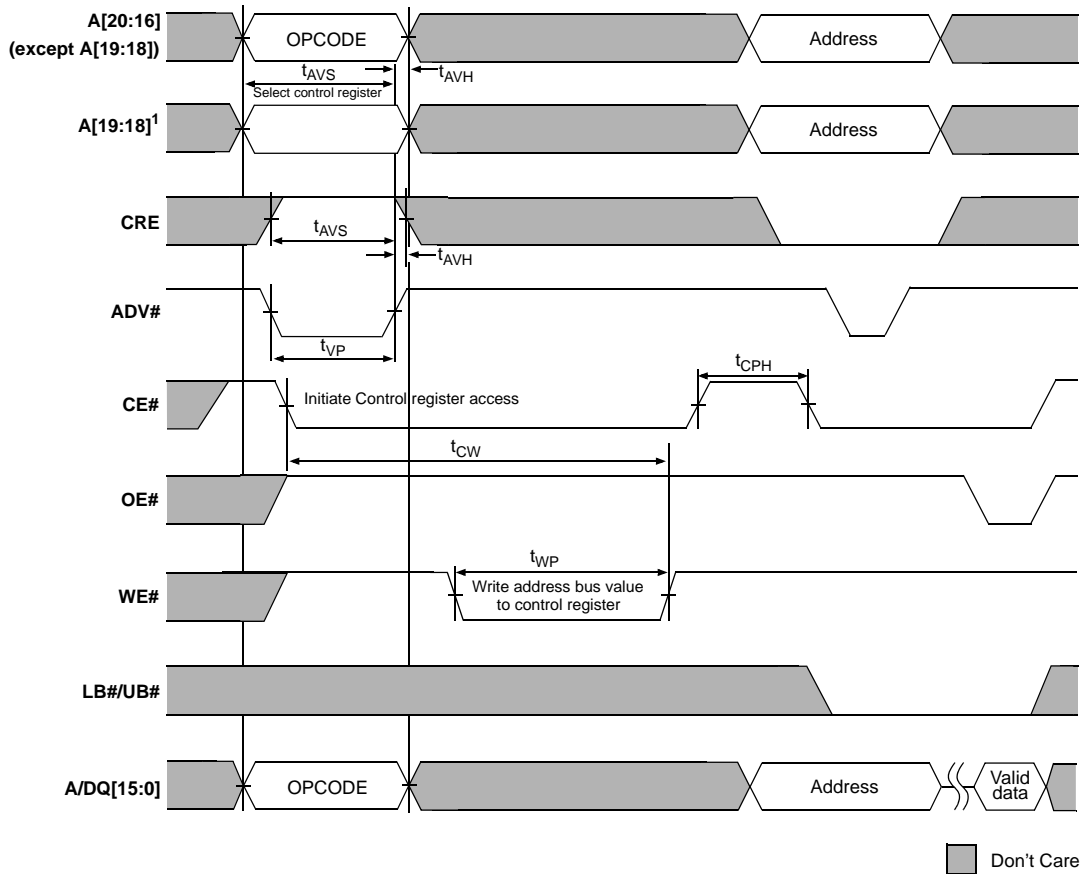 A[20:16]
(except A[19:18])
OPCODE
Address
tAVS
tAVH
Select control register
A[19:18]1
Address
CRE
tAVS
tAVH
ADV#
tVP
tCPH
CE#
Initiate Control register access
tCW
OE#
tWP
WE#
Write address bus value
to control register
LB#/UB#
A/DQ[15:0]
OPCODE
Address
Valid
data
Don't Care